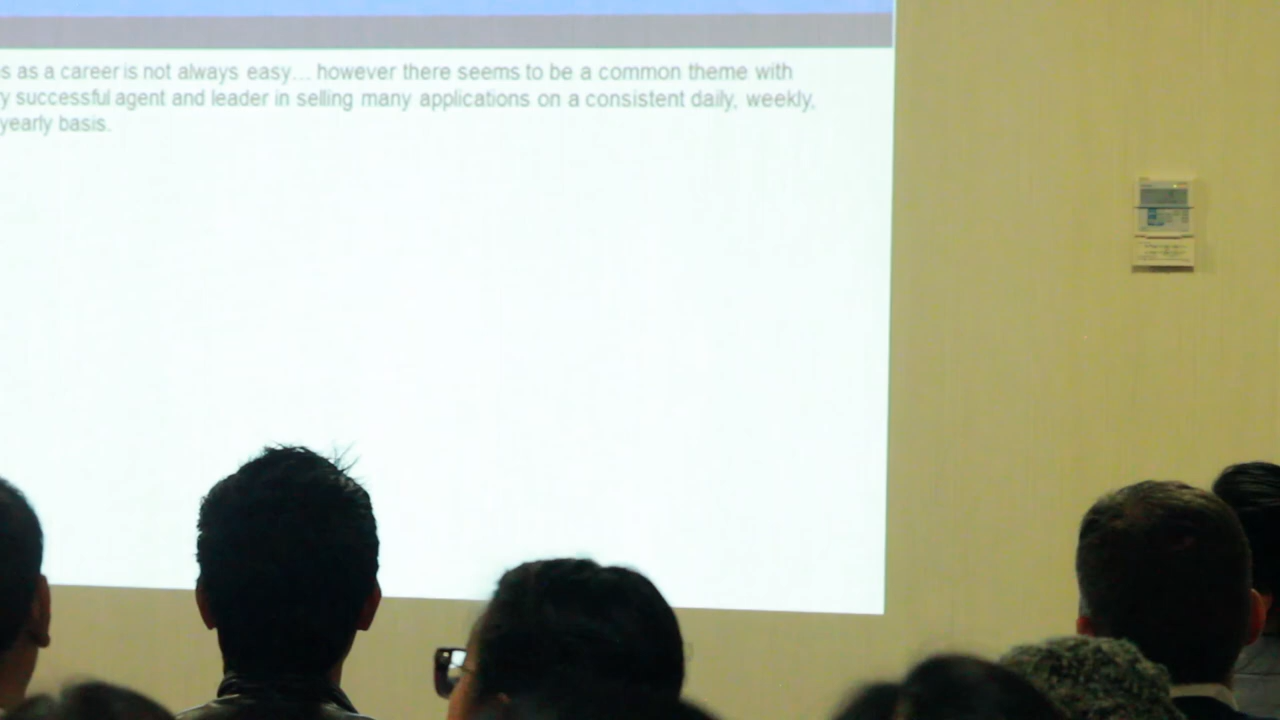 s as a career is not always easy... however there seems to be a common theme with
y successful agent and leader in selling many applications on a consistent daily, weekly,
yearly basis.